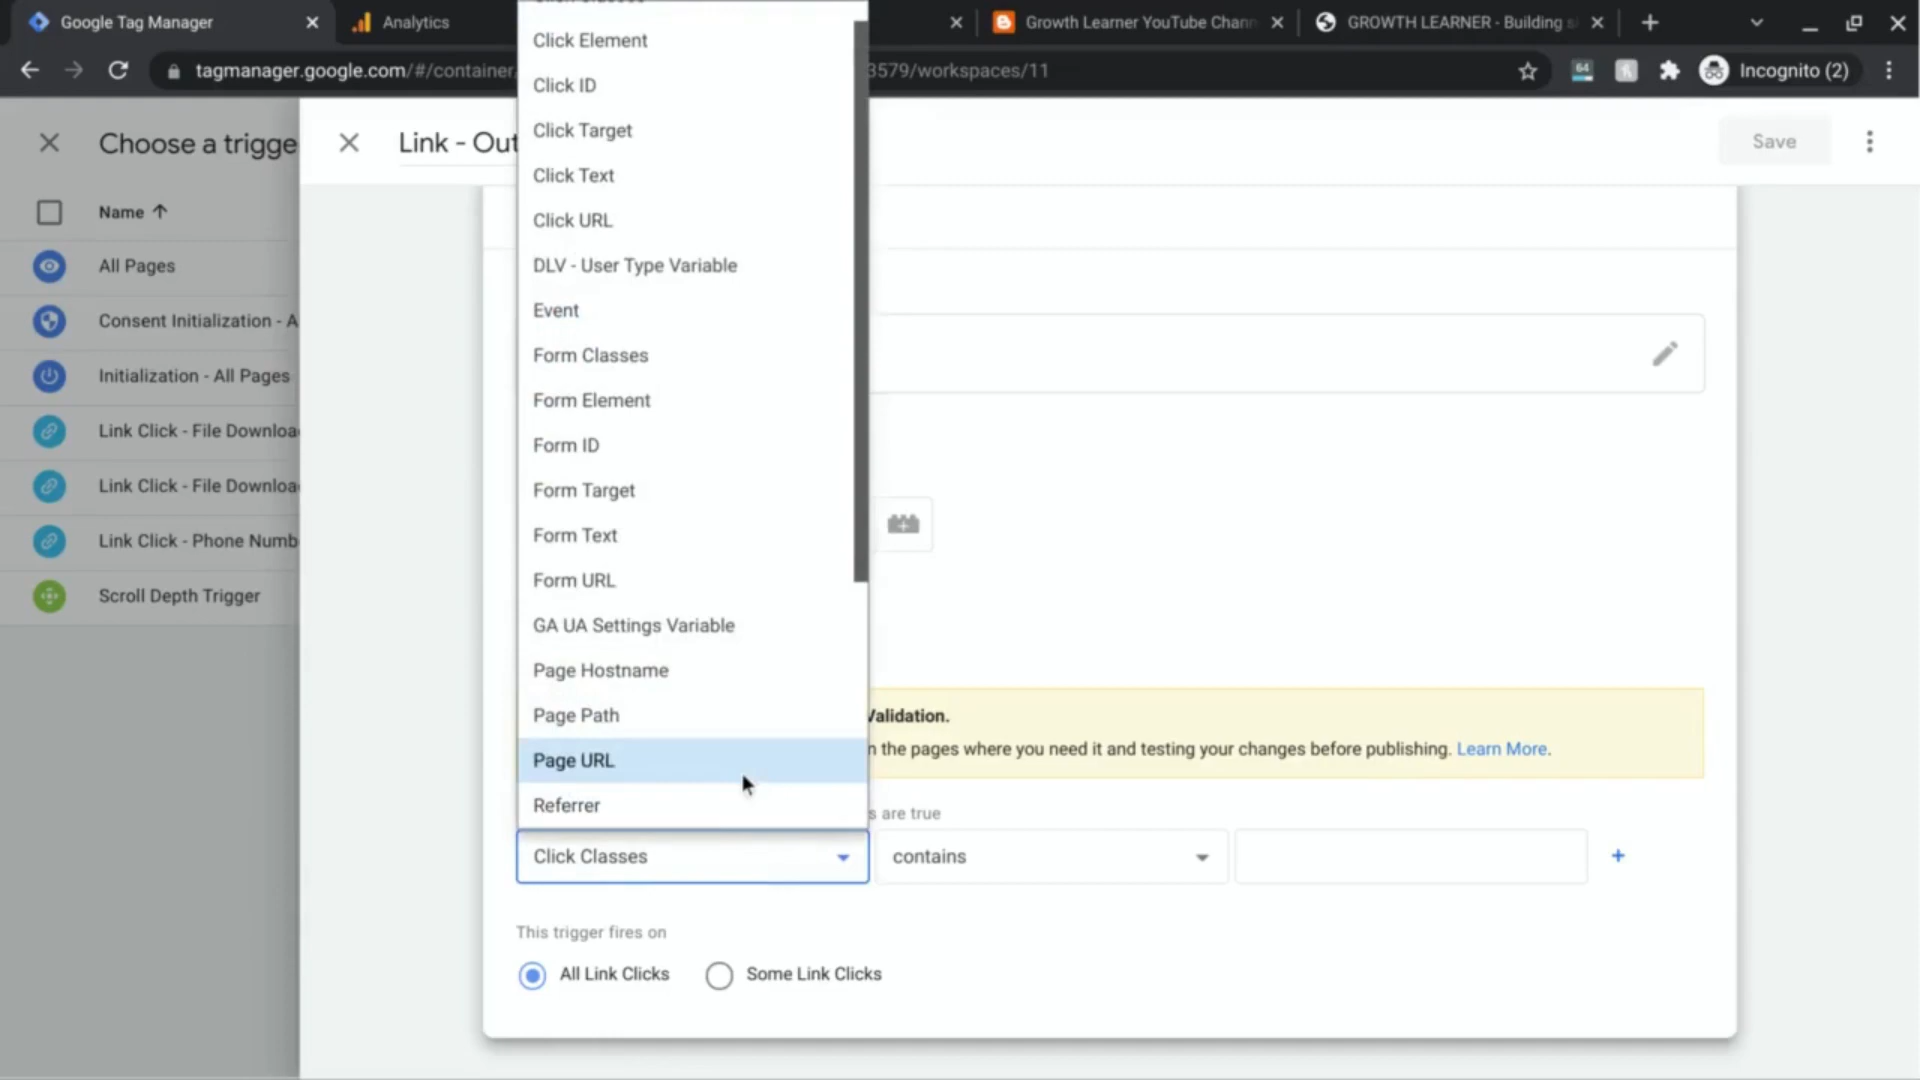 Google Tag Manager
Analytics
Growth Learner YouTube Chann
GROWTH LEARNER - Building s
tagmanager.google.com/#/container,
3579/workspaces/11
64
Incognito (2)
Choose a trigge
Link - Out
Save
Name
All Pages
Consent Initialization - A
Initialization - All Pages
Link Click - File Downloa
Link Click - File Downloa
Link Click - Phone Numb
Scroll Depth Trigger
Click Element
Click ID
Click Target
Click Text
Click URL
DLV - User Type Variable
Event
Form Classes
Form Element
Form ID
Form Target
Form Text
Form URL
GA UA Settings Variable
Page Hostname
Page Path
Page URL
Referrer
Validation.
n the pages where you need it and testing your changes before publishing. Learn More.
s are true
Click Classes
contains
This trigger fires on
All Link Clicks
Some Link Clicks